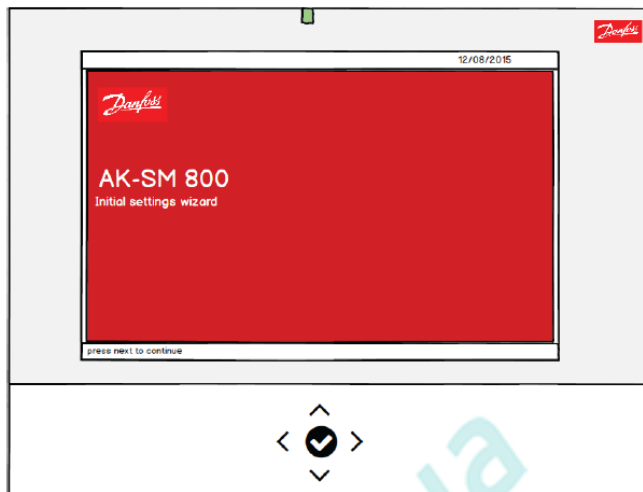 Danfoss
12/08/2015
Danfoss
AK-SM 800
Initial settings wizard
press next to continue